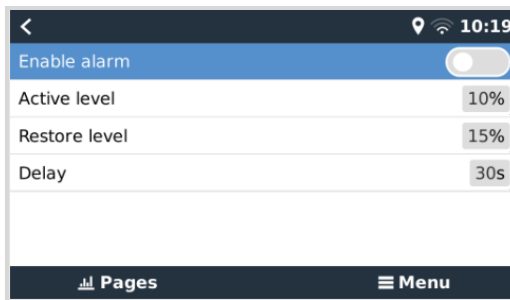 10:19
Enable alarm
Active level 10%
Restore level 15%
Delay 30s
Pages Menu